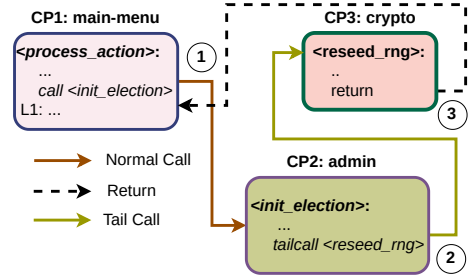 CP1: main-menu
<process_action>:
...
call <init_election>
L1: ...
1
CP3: crypto
<reseed_rng>:
..
return
3
Normal Call
Return
Tail Call
CP2: admin
<init_election>:
...
tailcall <reseed_rng>
2